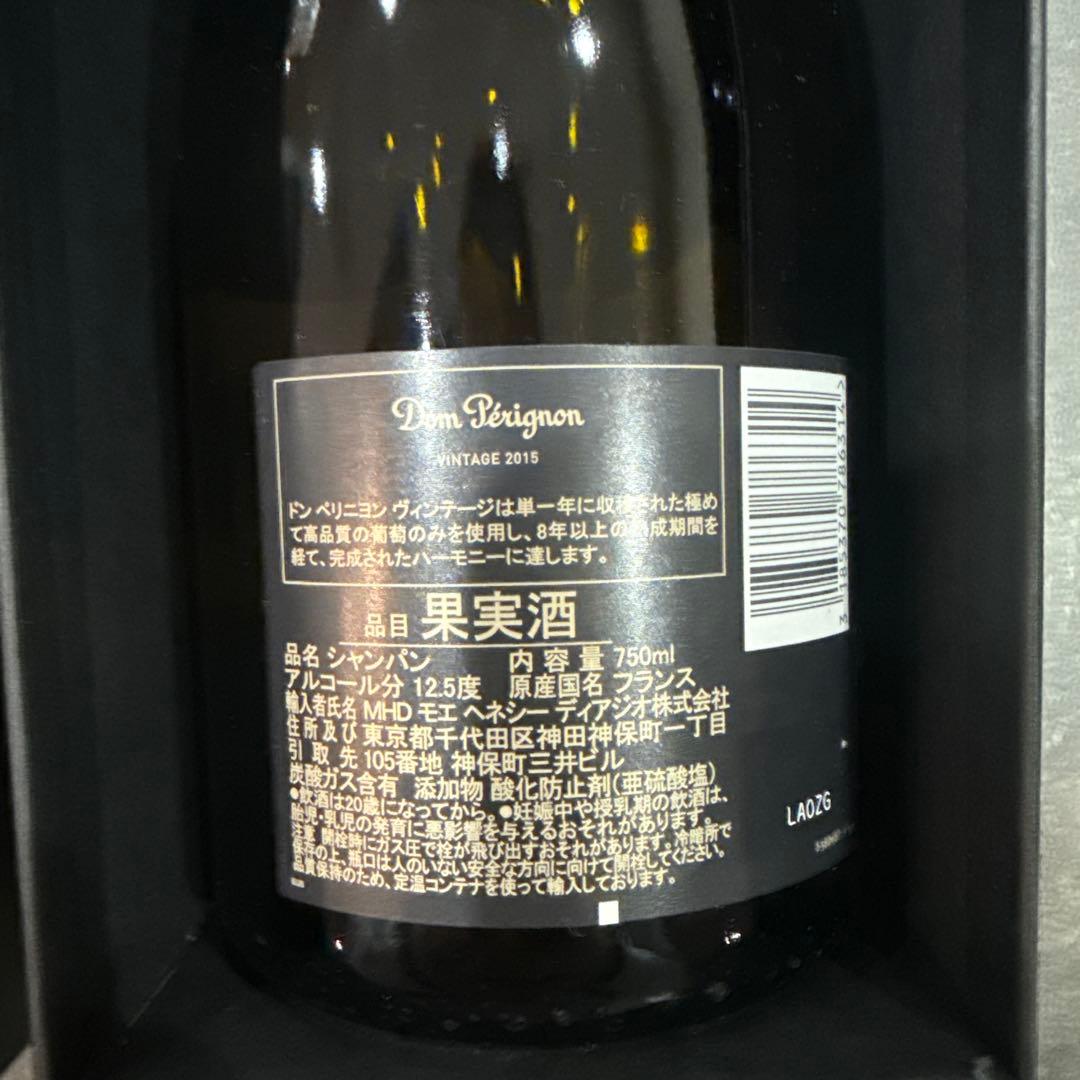 Dom Pérignon
VINTAGE 2015
ドン ペリニヨン ヴィンテージは単一年に収穫された極め
て高品質の葡萄のみを使用し、8年以上の熟成期間を
経て、完成されたハーモニーに達します。
品目 果実酒
品名 シャンパン 内容量 750ml
アルコール分 12.5度 原産国名 フランス
輸入者氏名 MHD モエ ヘネシー ディアジオ株式会社
住所及び 東京都千代田区神田神保町一丁目
引取先 105番地 神保町三井ビル
炭酸ガス含有 添加物 酸化防止剤(亜硫酸塩)
●飲酒は20歳になってから。●妊娠中や授乳期の飲酒は、
胎児・乳児の発育に悪影響を与えるおそれがあります。
注意 開栓時にガス圧で栓が飛び出すおそれがあります。冷暗所で
保存の上、瓶口は人のいない安全な方向に向けて開栓してください。
品質保持のため、定温コンテナを使って輸入しております。
3 185370 786314 >
LA0ZG